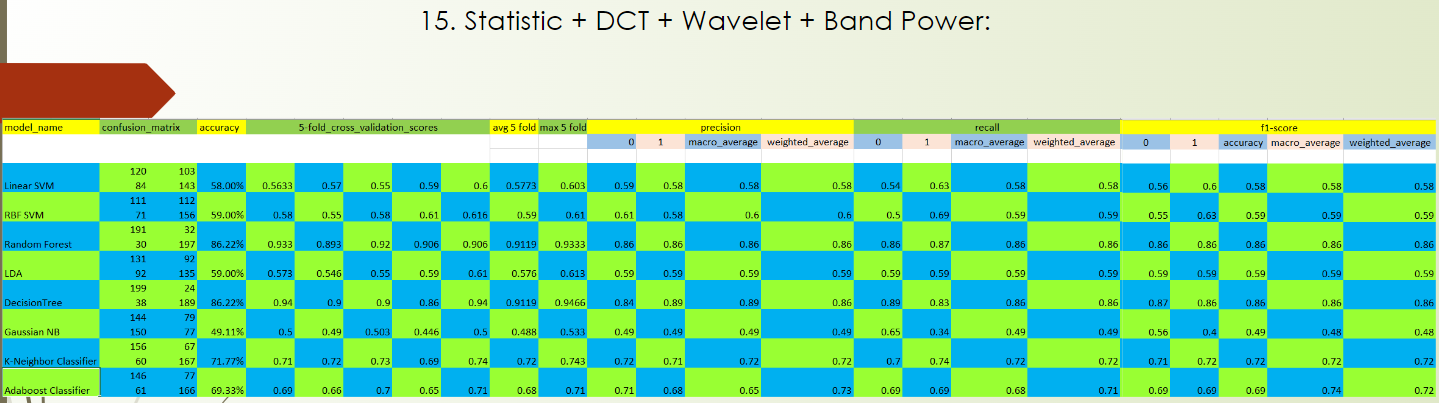 15. Statistic + DCT + Wavelet + Band Power:
model_name confusion_matrix accuracy 5-fold_cross_validation_scores avg 5 fold max 5 fold precision recall f1-score
0 1 macro_average weighted_average 0 1 macro_average weighted_average 0 1 accuracy macro_average weighted_average
120 103
Linear SVM 84 143 58.00% 0.5633 0.57 0.55 0.59 0.6 0.5773 0.603 0.59 0.58 0.58 0.58 0.54 0.63 0.58 0.58 0.56 0.6 0.58 0.58 0.58
111 112
RBF SVM 71 156 59.00% 0.58 0.55 0.58 0.61 0.616 0.59 0.61 0.61 0.58 0.6 0.6 0.5 0.69 0.59 0.59 0.55 0.63 0.59 0.59 0.59
191 32
Random Forest 30 197 86.22% 0.933 0.893 0.92 0.906 0.906 0.9119 0.9333 0.86 0.86 0.86 0.86 0.86 0.87 0.86 0.86 0.86 0.86 0.86 0.86 0.86
131 92
LDA 92 135 59.00% 0.573 0.546 0.55 0.59 0.61 0.576 0.613 0.59 0.59 0.59 0.59 0.59 0.59 0.59 0.59 0.59 0.59 0.59 0.59 0.59
199 24
DecisionTree 38 189 86.22% 0.94 0.9 0.9 0.86 0.94 0.9119 0.9466 0.84 0.89 0.89 0.86 0.89 0.83 0.86 0.86 0.87 0.86 0.86 0.86 0.86
144 79
Gaussian NB 150 77 49.11% 0.5 0.49 0.503 0.446 0.5 0.488 0.533 0.49 0.49 0.49 0.49 0.65 0.34 0.49 0.49 0.56 0.4 0.49 0.48 0.48
156 67
K-Neighbor Classifier 60 167 71.77% 0.71 0.72 0.73 0.69 0.74 0.72 0.743 0.72 0.71 0.72 0.72 0.7 0.74 0.72 0.72 0.71 0.72 0.72 0.72 0.72
146 77
Adaboost Classifier 61 166 69.33% 0.69 0.66 0.7 0.65 0.71 0.68 0.71 0.71 0.68 0.65 0.73 0.69 0.69 0.68 0.71 0.69 0.69 0.69 0.74 0.72